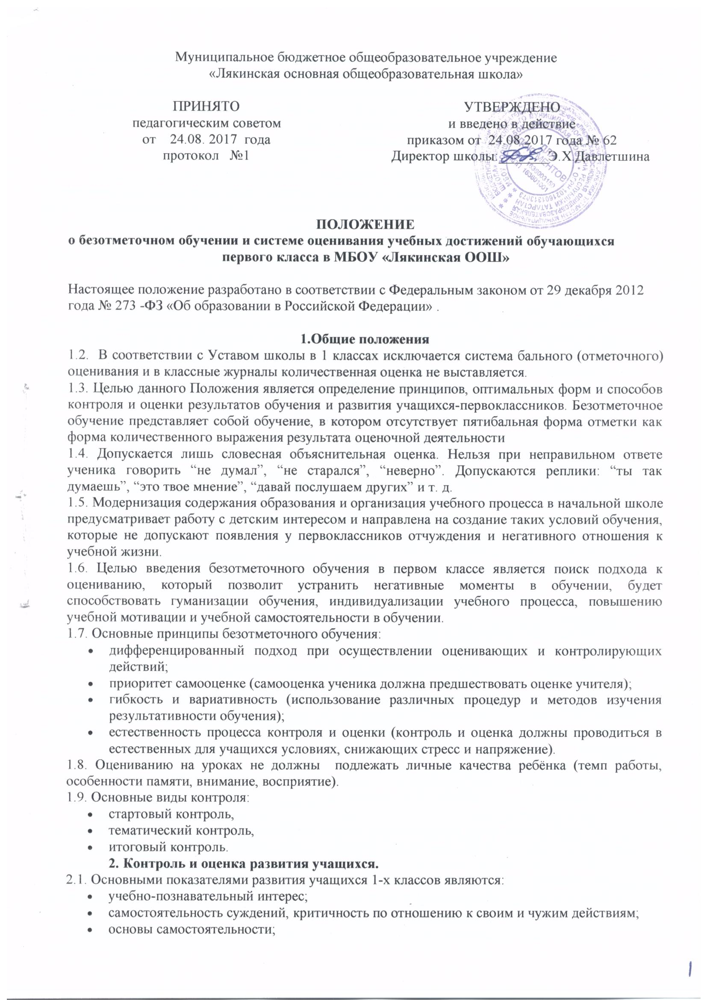 Муниципальное бюджетное общеобразовательное учреждение
«Лякинская основная общеобразовательная школа»
ПРИНЯТО
педагогическим советом
от 24.08. 2017 года
протокол №1
УТВЕРЖДЕНО
и введено в действие
приказом от 24.08.2017 года № 62
Директор школы:________Э.Х.Давлетшина
ДЛЯ
ДОКУМЕНТОВ
1636003150
163601001
ПОЛОЖЕНИЕ
о безотметочном обучении и системе оценивания учебных достижений обучающихся
первого класса в МБОУ «Лякинская ООШ»
Настоящее положение разработано в соответствии с Федеральным законом от 29 декабря 2012
года № 273 -ФЗ «Об образовании в Российской Федерации» .
1.Общие положения
1.2. В соответствии с Уставом школы в 1 классах исключается система бального (отметочного)
оценивания и в классные журналы количественная оценка не выставляется.
1.3. Целью данного Положения является определение принципов, оптимальных форм и способов
контроля и оценки результатов обучения и развития учащихся-первоклассников. Безотметочное
обучение представляет собой обучение, в котором отсутствует пятибальная форма отметки как
форма количественного выражения результата оценочной деятельности
1.4. Допускается лишь словесная объяснительная оценка. Нельзя при неправильном ответе
ученика говорить “не думал”, “не старался”, “неверно”. Допускаются реплики: “ты так
думаешь”, “это твое мнение”, “давай послушаем других” и т. д.
1.5. Модернизация содержания образования и организация учебного процесса в начальной школе
предусматривает работу с детским интересом и направлена на создание таких условий обучения,
которые не допускают появления у первоклассников отчуждения и негативного отношения к
учебной жизни.
1.6. Целью введения безотметочного обучения в первом классе является поиск подхода к
оцениванию, который позволит устранить негативные моменты в обучении, будет
способствовать гуманизации обучения, индивидуализации учебного процесса, повышению
учебной мотивации и учебной самостоятельности в обучении.
1.7. Основные принципы безотметочного обучения:
• дифференцированный подход при осуществлении оценивающих и контролирующих
действий;
• приоритет самооценке (самооценка ученика должна предшествовать оценке учителя);
• гибкость и вариативность (использование различных процедур и методов изучения
результативности обучения);
• естественность процесса контроля и оценки (контроль и оценка должны проводиться в
естественных для учащихся условиях, снижающих стресс и напряжение).
1.8. Оцениванию на уроках не должны подлежать личные качества ребёнка (темп работы,
особенности памяти, внимание, восприятие).
1.9. Основные виды контроля:
• стартовый контроль,
• тематический контроль,
• итоговый контроль.
2. Контроль и оценка развития учащихся.
2.1. Основными показателями развития учащихся 1-х классов являются:
• учебно-познавательный интерес;
• самостоятельность суждений, критичность по отношению к своим и чужим действиям;
• основы самостоятельности;
1